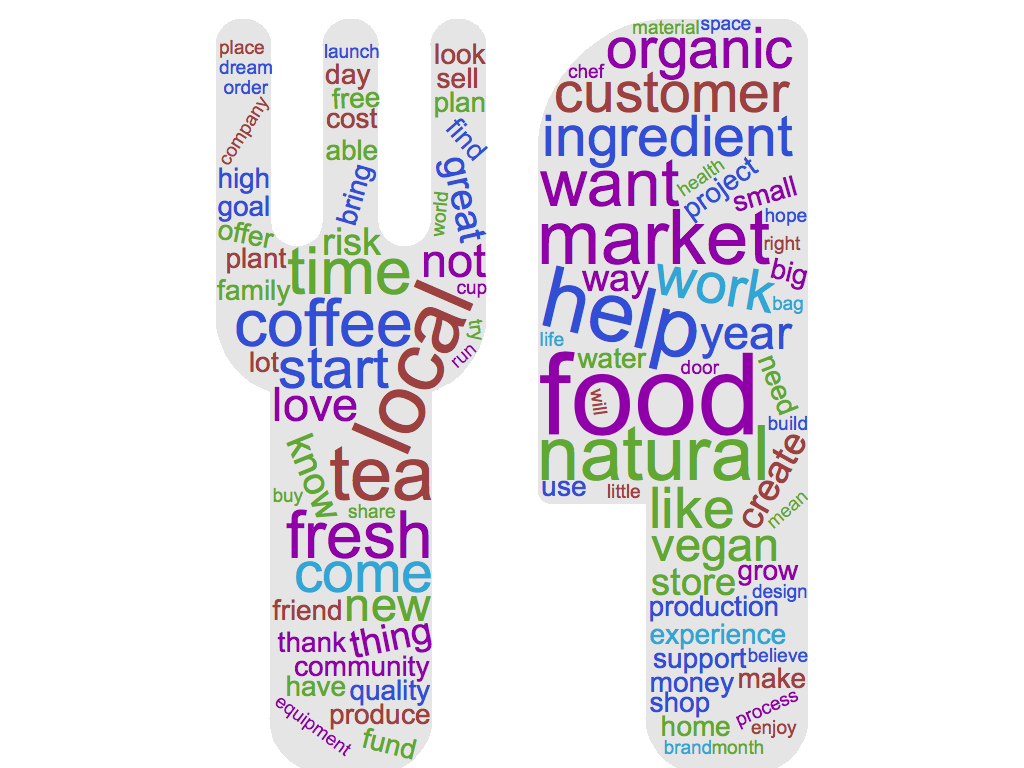 place
dream
order
company
high
goal
offer
plant
family
launch
day
free
cost
able
bring
risk
time
look
sell
plan
find
great
world
not
cup
coffee
local
try
run
lot
start
love
know
tea
buy
share
fresh
come
friend
new
thank
thing
community
have
quality
equipment
produce
fund
material
space
organic
chef
customer
ingredient
want
health
project
small
hope
market
right
way
work
big
bag
help
life
year
water
door
food
will
need
build
natural
create
use
little
like
mean
vegan
store
grow
design
production
experience
support
believe
money
make
shop
process
home
enjoy
brand
month